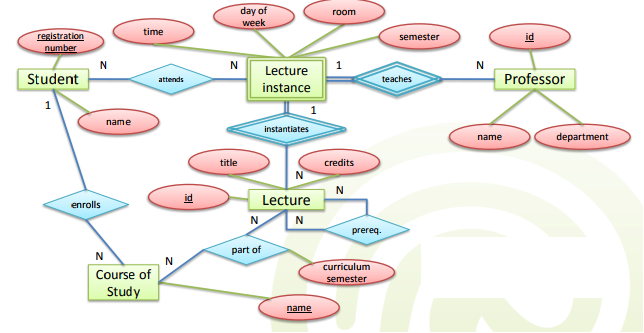 day of
week
room
time
semester
registration
number
id
Student
N
attends
N
Lecture
instance
1
teaches
N
Professor
1
name
1
name
department
instantiates
title
credits
N
N
id
Lecture
enrolls
N
N
prereq.
part of
N
N
Course of
Study
curriculum
semester
name